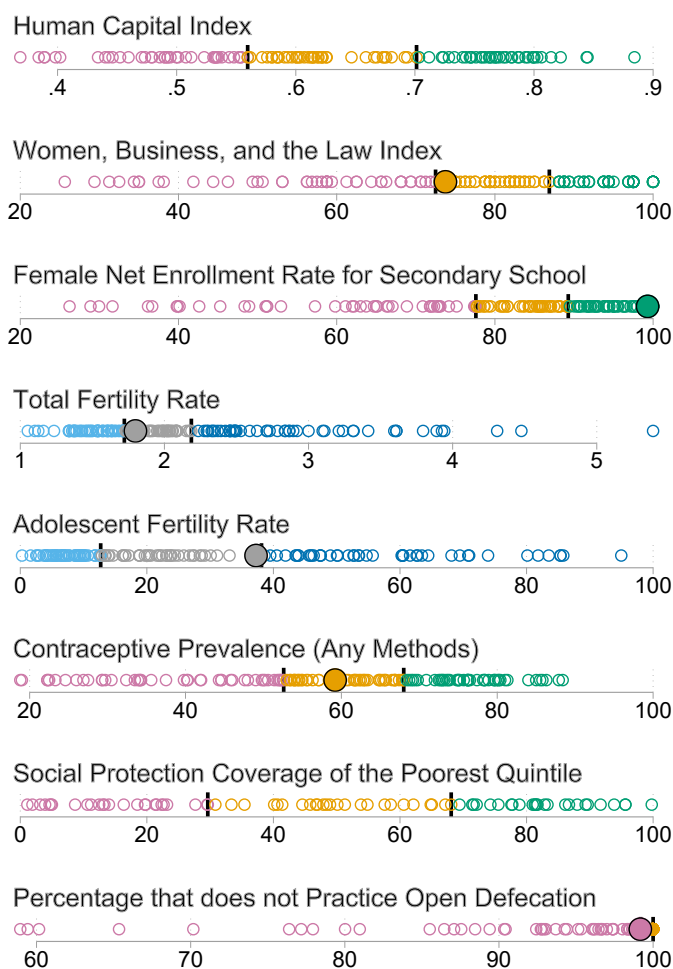 Human Capital Index
.4 .5 .6 .7 .8 .9
Women, Business, and the Law Index
20 40 60 80 100
Female Net Enrollment Rate for Secondary School
20 40 60 80 100
Total Fertility Rate
1 2 3 4 5
Adolescent Fertility Rate
0 20 40 60 80 100
Contraceptive Prevalence (Any Methods)
20 40 60 80 100
Social Protection Coverage of the Poorest Quintile
0 20 40 60 80 100
Percentage that does not Practice Open Defecation
60 70 80 90 100